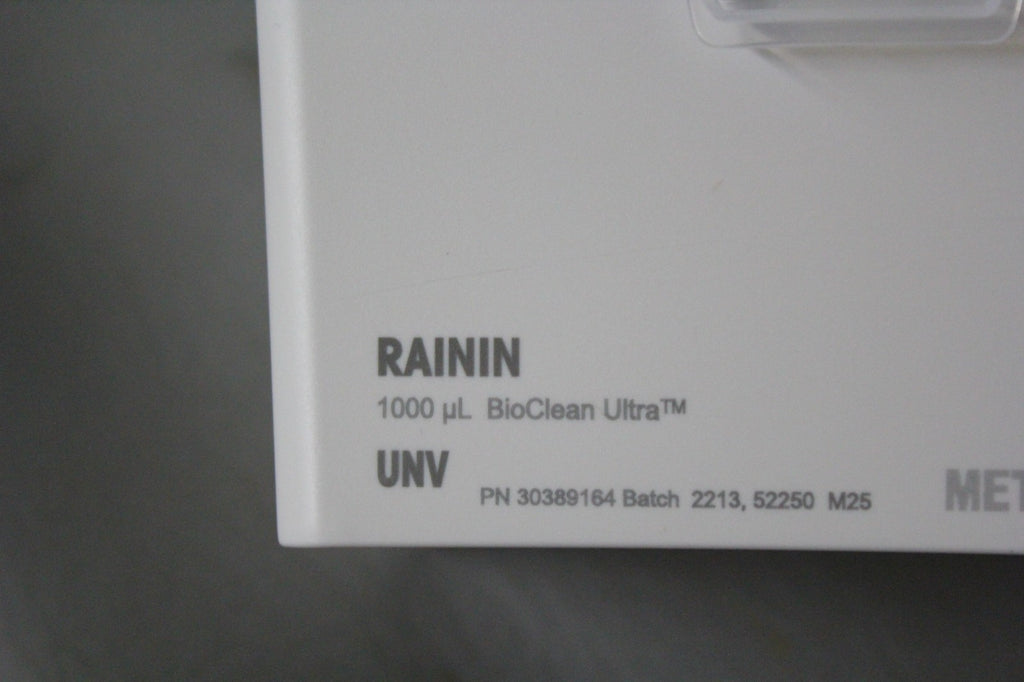 RAININ
1000 µL BioClean Ultra™
UNV
PN 30389164 Batch 2213, 52250 M25
MET